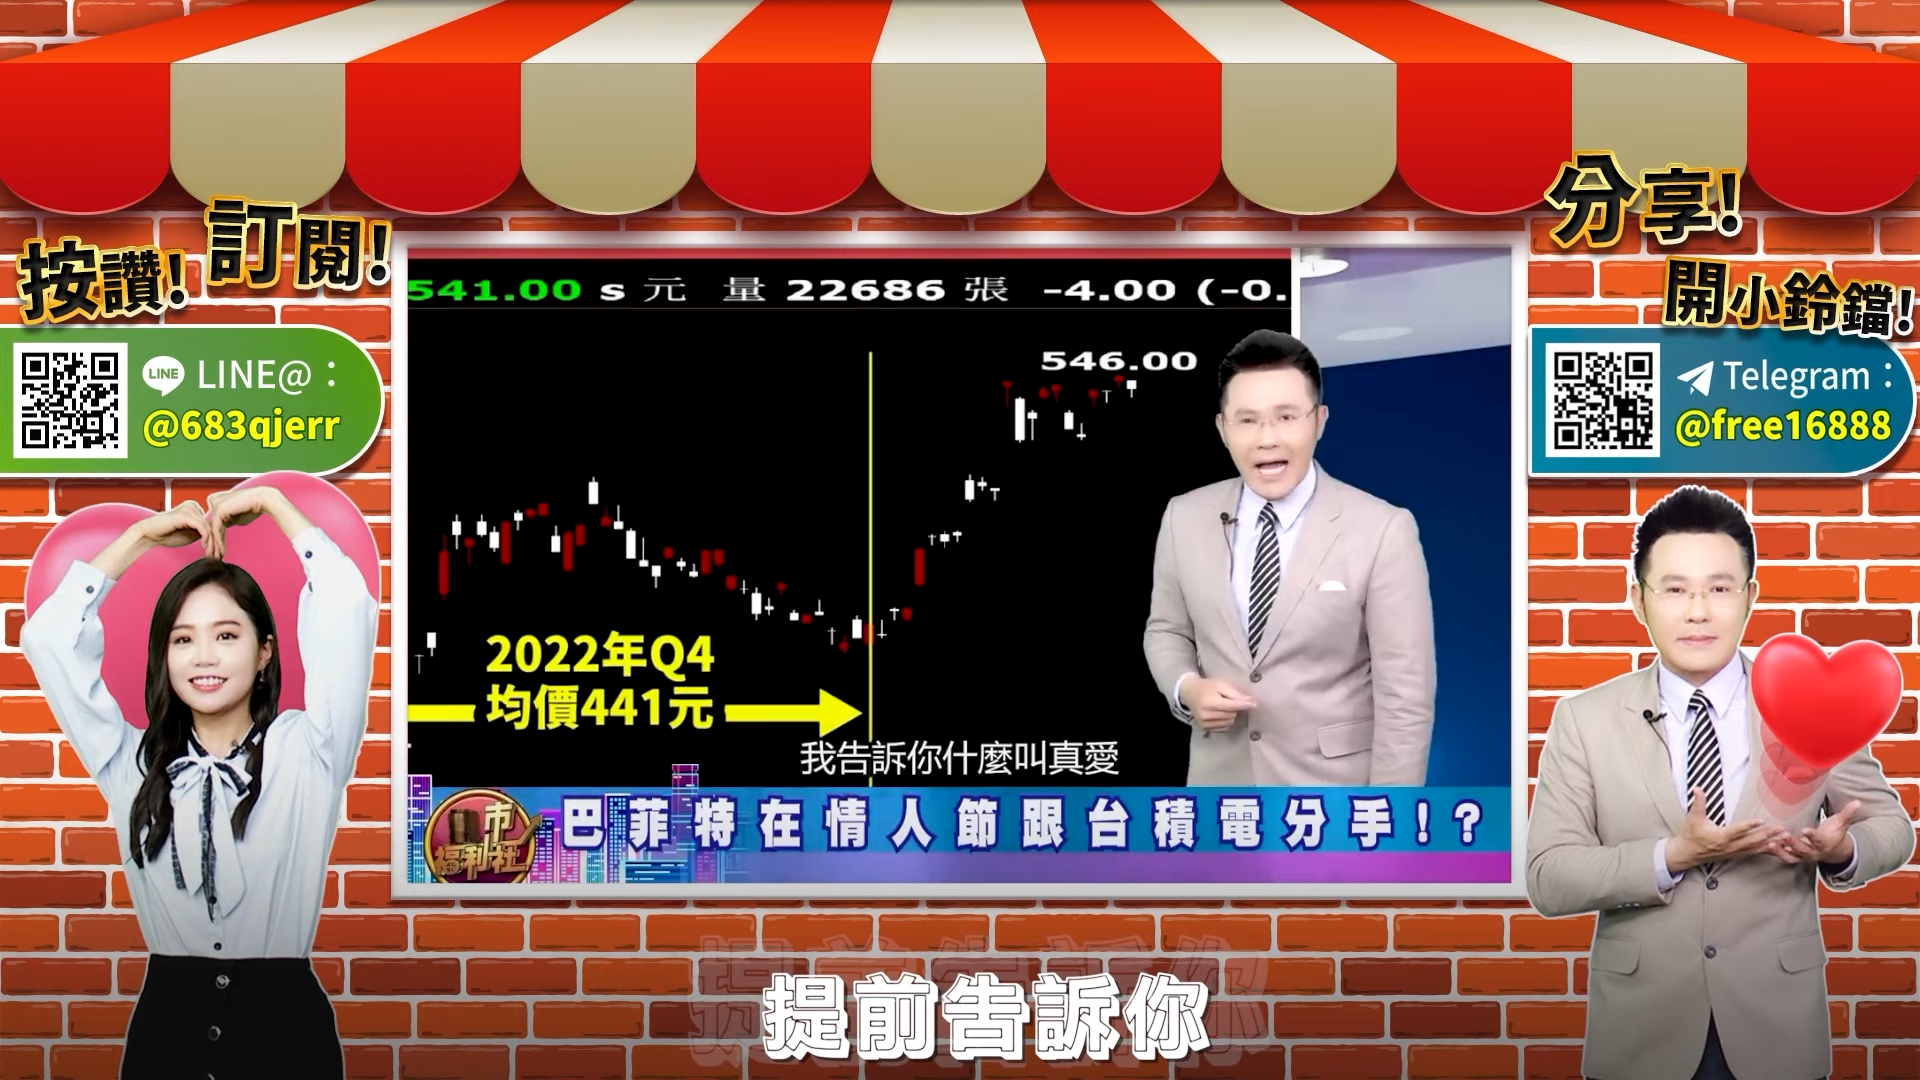 按讚!
訂閱!
LINE
LINE@：
@683qjerr
分享!
開小鈴鐺!
Telegram：
@free16888
541.00 s 元 量 22686 張 -4.00 (-0.
546.00
2022年Q4
均價441元
我告訴你什麼叫真愛
市
福利社
巴菲特在情人節跟台積電分手!?
提前告訴你